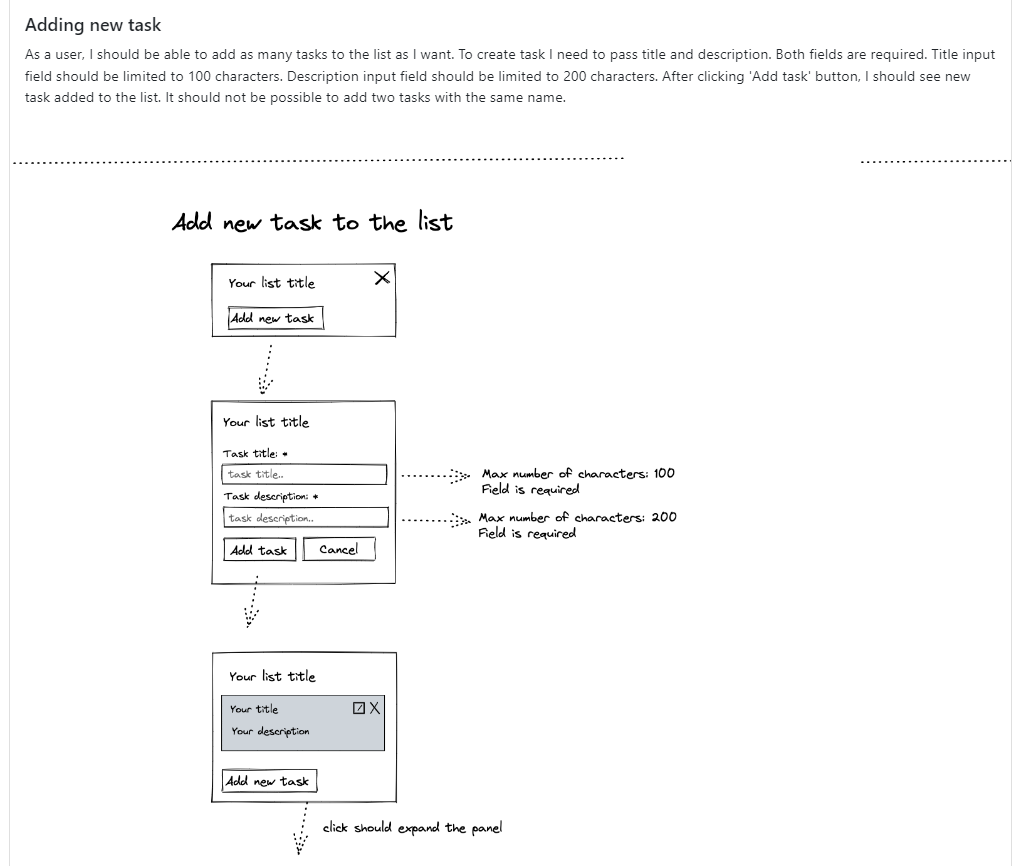 Adding new task
As a user, I should be able to add as many tasks to the list as I want. To create task I need to pass title and description. Both fields are required. Title input
field should be limited to 100 characters. Description input field should be limited to 200 characters. After clicking 'Add task' button, I should see new
task added to the list. It should not be possible to add two tasks with the same name.
Add new task to the list
Your list title
Add new task
Your list title
Task title: *
task title..
Max number of characters: 100
Field is required
Task description: *
task description..
Max number of characters: 200
Field is required
Add task
Cancel
Your list title
Your title
Your description
Add new task
click should expand the panel